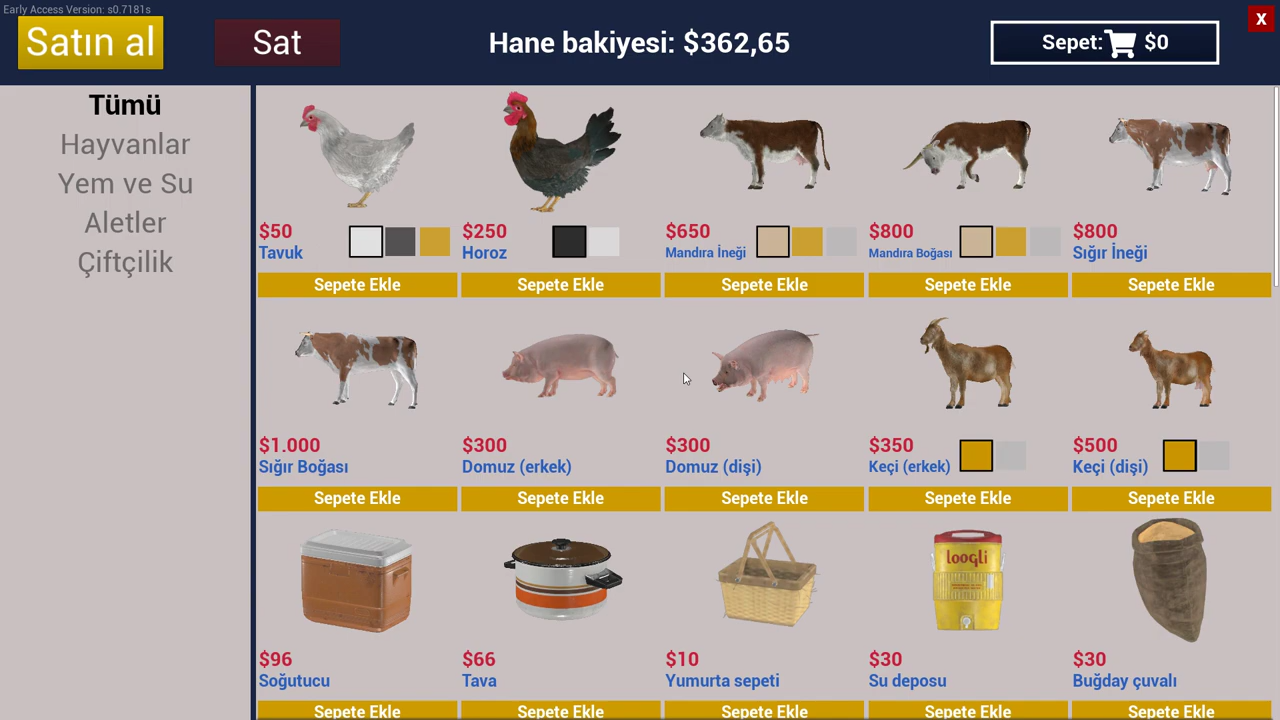 Early Access Version: s0.7181s
Satın al
Sat
Hane bakiyesi: $362,65
Sepet: $0
X
Tümü
Hayvanlar
Yem ve Su
Aletler
Çiftçilik
$50
Tavuk
Sepete Ekle
$250
Horoz
Sepete Ekle
$650
Mandıra İneği
Sepete Ekle
$800
Mandıra Boğası
Sepete Ekle
$800
Sığır İneği
Sepete Ekle
$1.000
Sığır Boğası
Sepete Ekle
$300
Domuz (erkek)
Sepete Ekle
$300
Domuz (dişi)
Sepete Ekle
$350
Keçi (erkek)
Sepete Ekle
$500
Keçi (dişi)
Sepete Ekle
$96
Soğutucu
Sepete Ekle
$66
Tava
Sepete Ekle
$10
Yumurta sepeti
Sepete Ekle
loogli
$30
Su deposu
Sepete Ekle
$30
Buğday çuvalı
Sepete Ekle